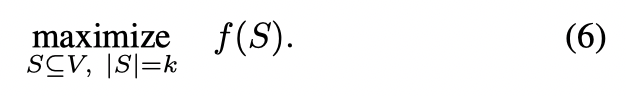 maximize f(S). (6)
S⊆V, |S|=k